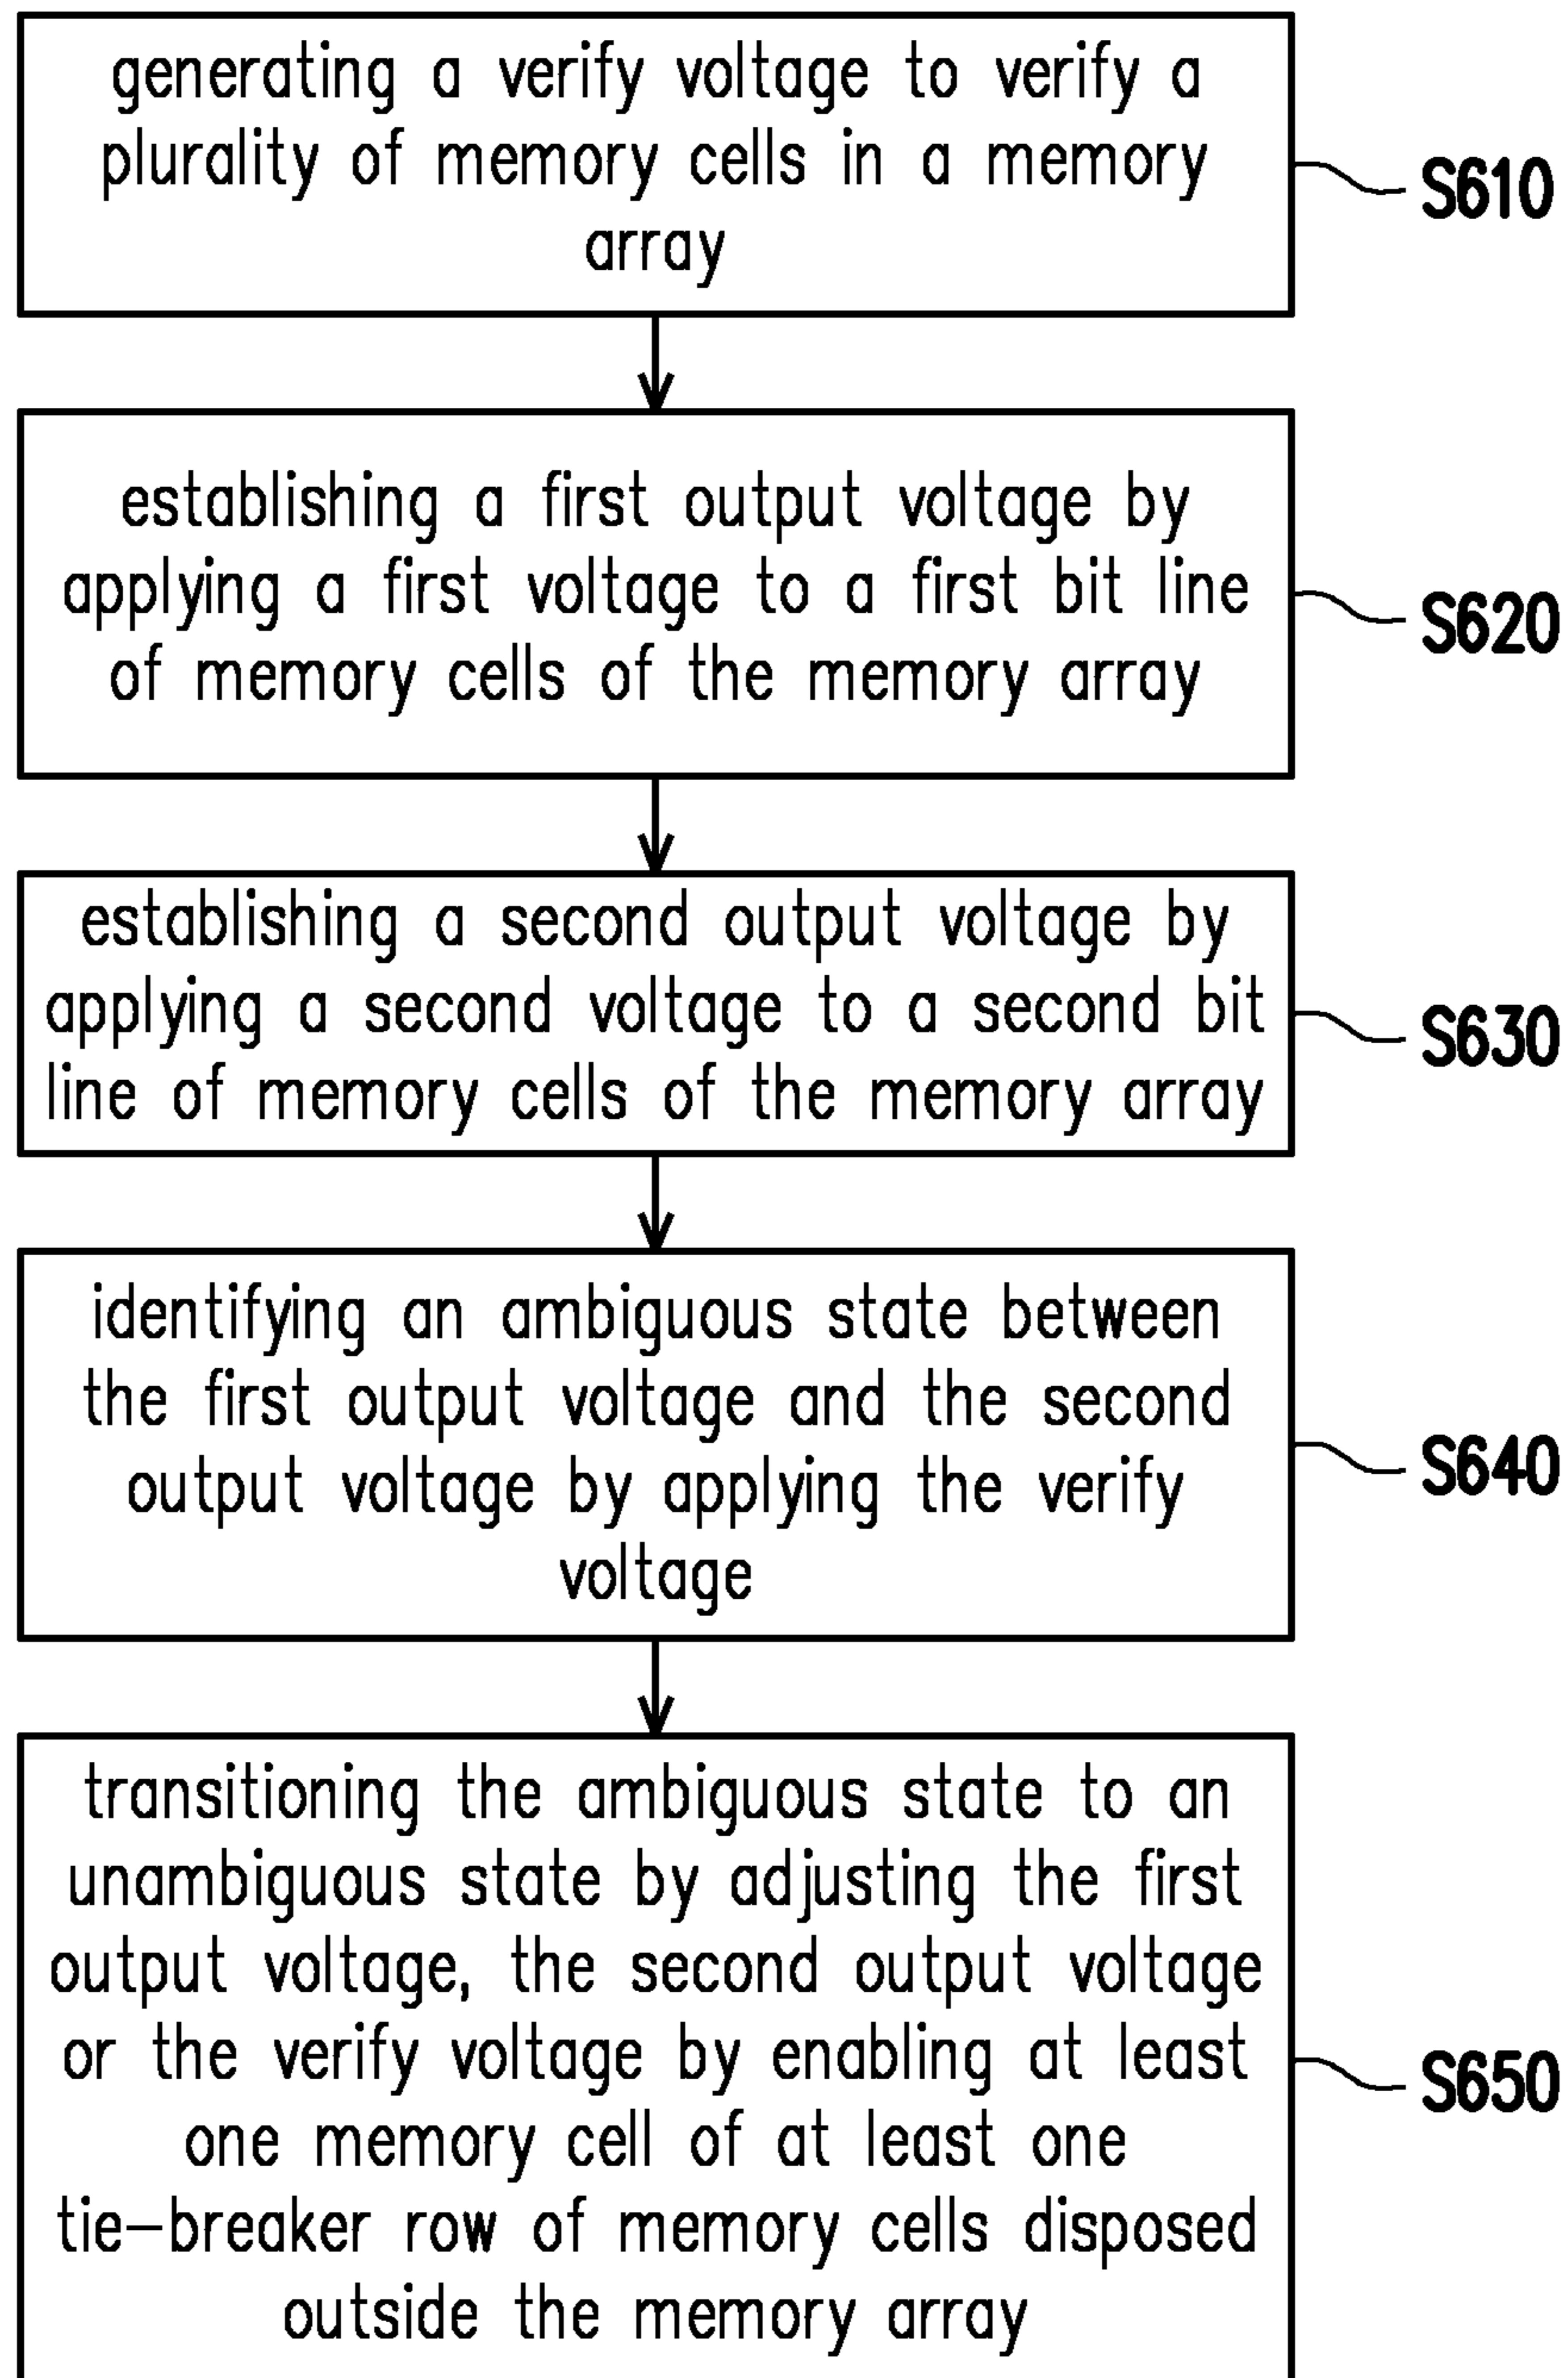 generating a verify voltage to verify a
plurality of memory cells in a memory
array
S610
establishing a first output voltage by
applying a first voltage to a first bit line
of memory cells of the memory array
S620
establishing a second output voltage by
applying a second voltage to a second bit
line of memory cells of the memory array
S630
identifying an ambiguous state between
the first output voltage and the second
output voltage by applying the verify
voltage
S640
transitioning the ambiguous state to an
unambiguous state by adjusting the first
output voltage, the second output voltage
or the verify voltage by enabling at least
one memory cell of at least one
tie-breaker row of memory cells disposed
outside the memory array
S650